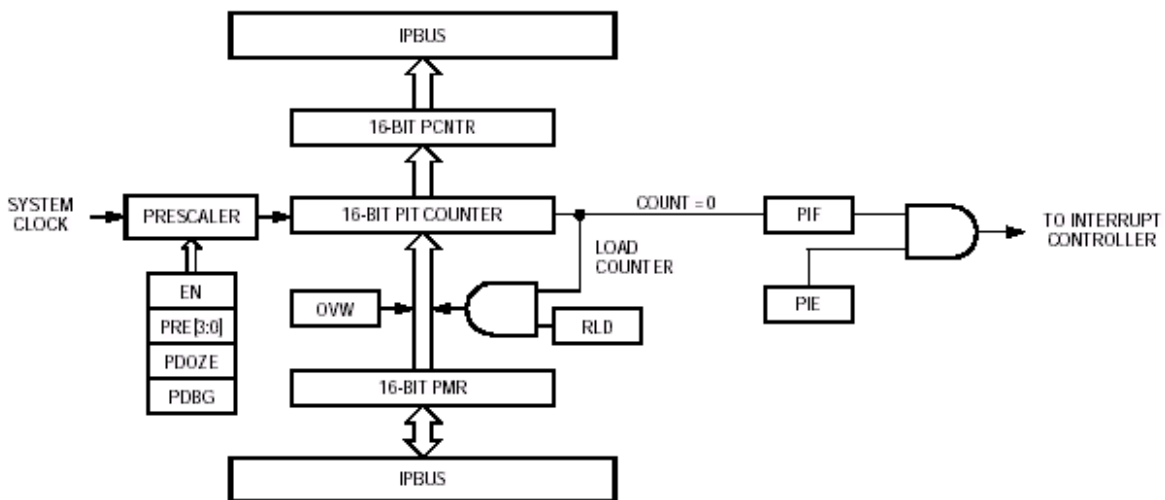 IPBUS
16-BIT PCNTR
SYSTEM
CLOCK
PRESCALER
16-BIT PIT COUNTER
COUNT = 0
PIF
TO INTERRUPT
CONTROLLER
LOAD
COUNTER
EN
PRE[3:0]
PDOZE
PDBG
OVW
RLD
PIE
16-BIT PMR
IPBUS